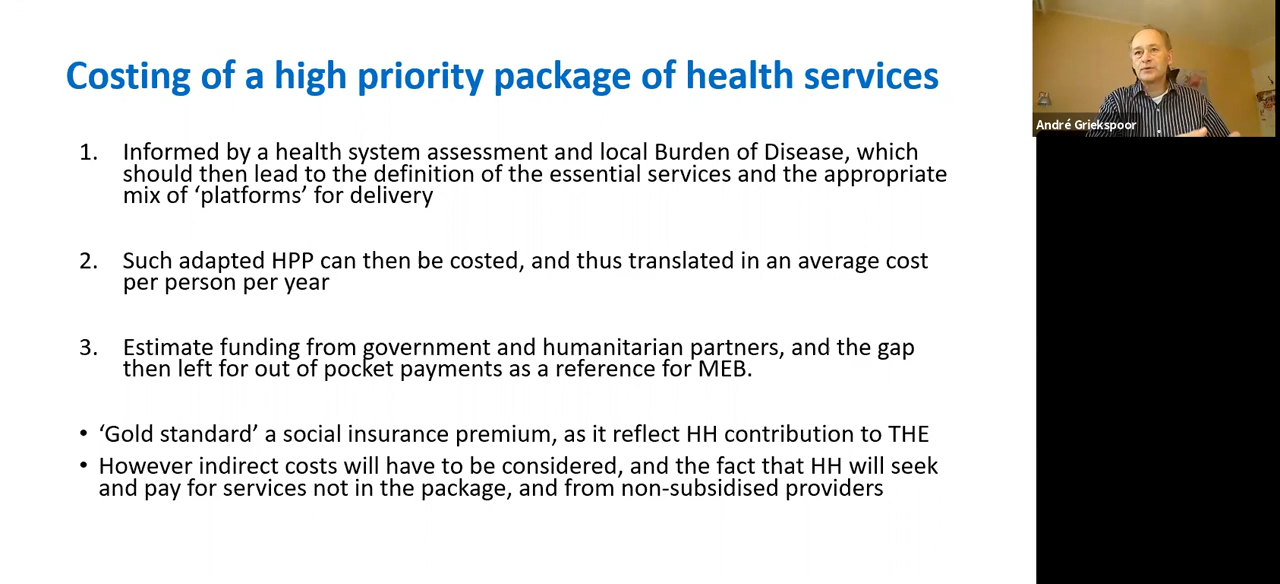 Costing of a high priority package of health services
André Griekspoor
1. Informed by a health system assessment and local Burden of Disease, which
should then lead to the definition of the essential services and the appropriate
mix of ‘platforms’ for delivery
2. Such adapted HPP can then be costed, and thus translated in an average cost
per person per year
3. Estimate funding from government and humanitarian partners, and the gap
then left for out of pocket payments as a reference for MEB.
• ‘Gold standard’ a social insurance premium, as it reflect HH contribution to THE
• However indirect costs will have to be considered, and the fact that HH will seek
and pay for services not in the package, and from non-subsidised providers